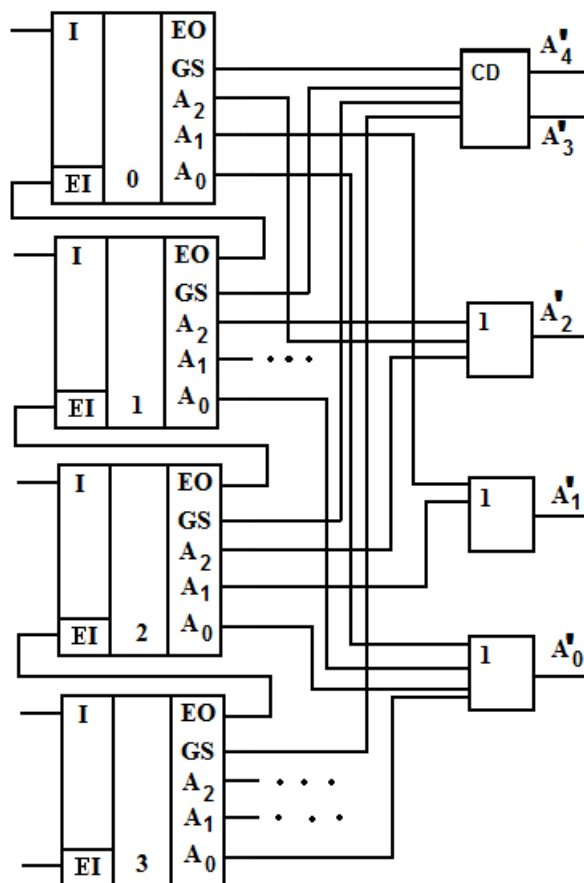 I EO
GS
A2
A1
EI 0 A0
I EO
GS
A2
A1 . . .
EI 1 A0
I EO
GS
A2
A1
EI 2 A0
I EO
GS
A2 . . .
A1 . . .
EI 3 A0
CD A'4
A'3
1 A'2
1 A'1
1 A'0